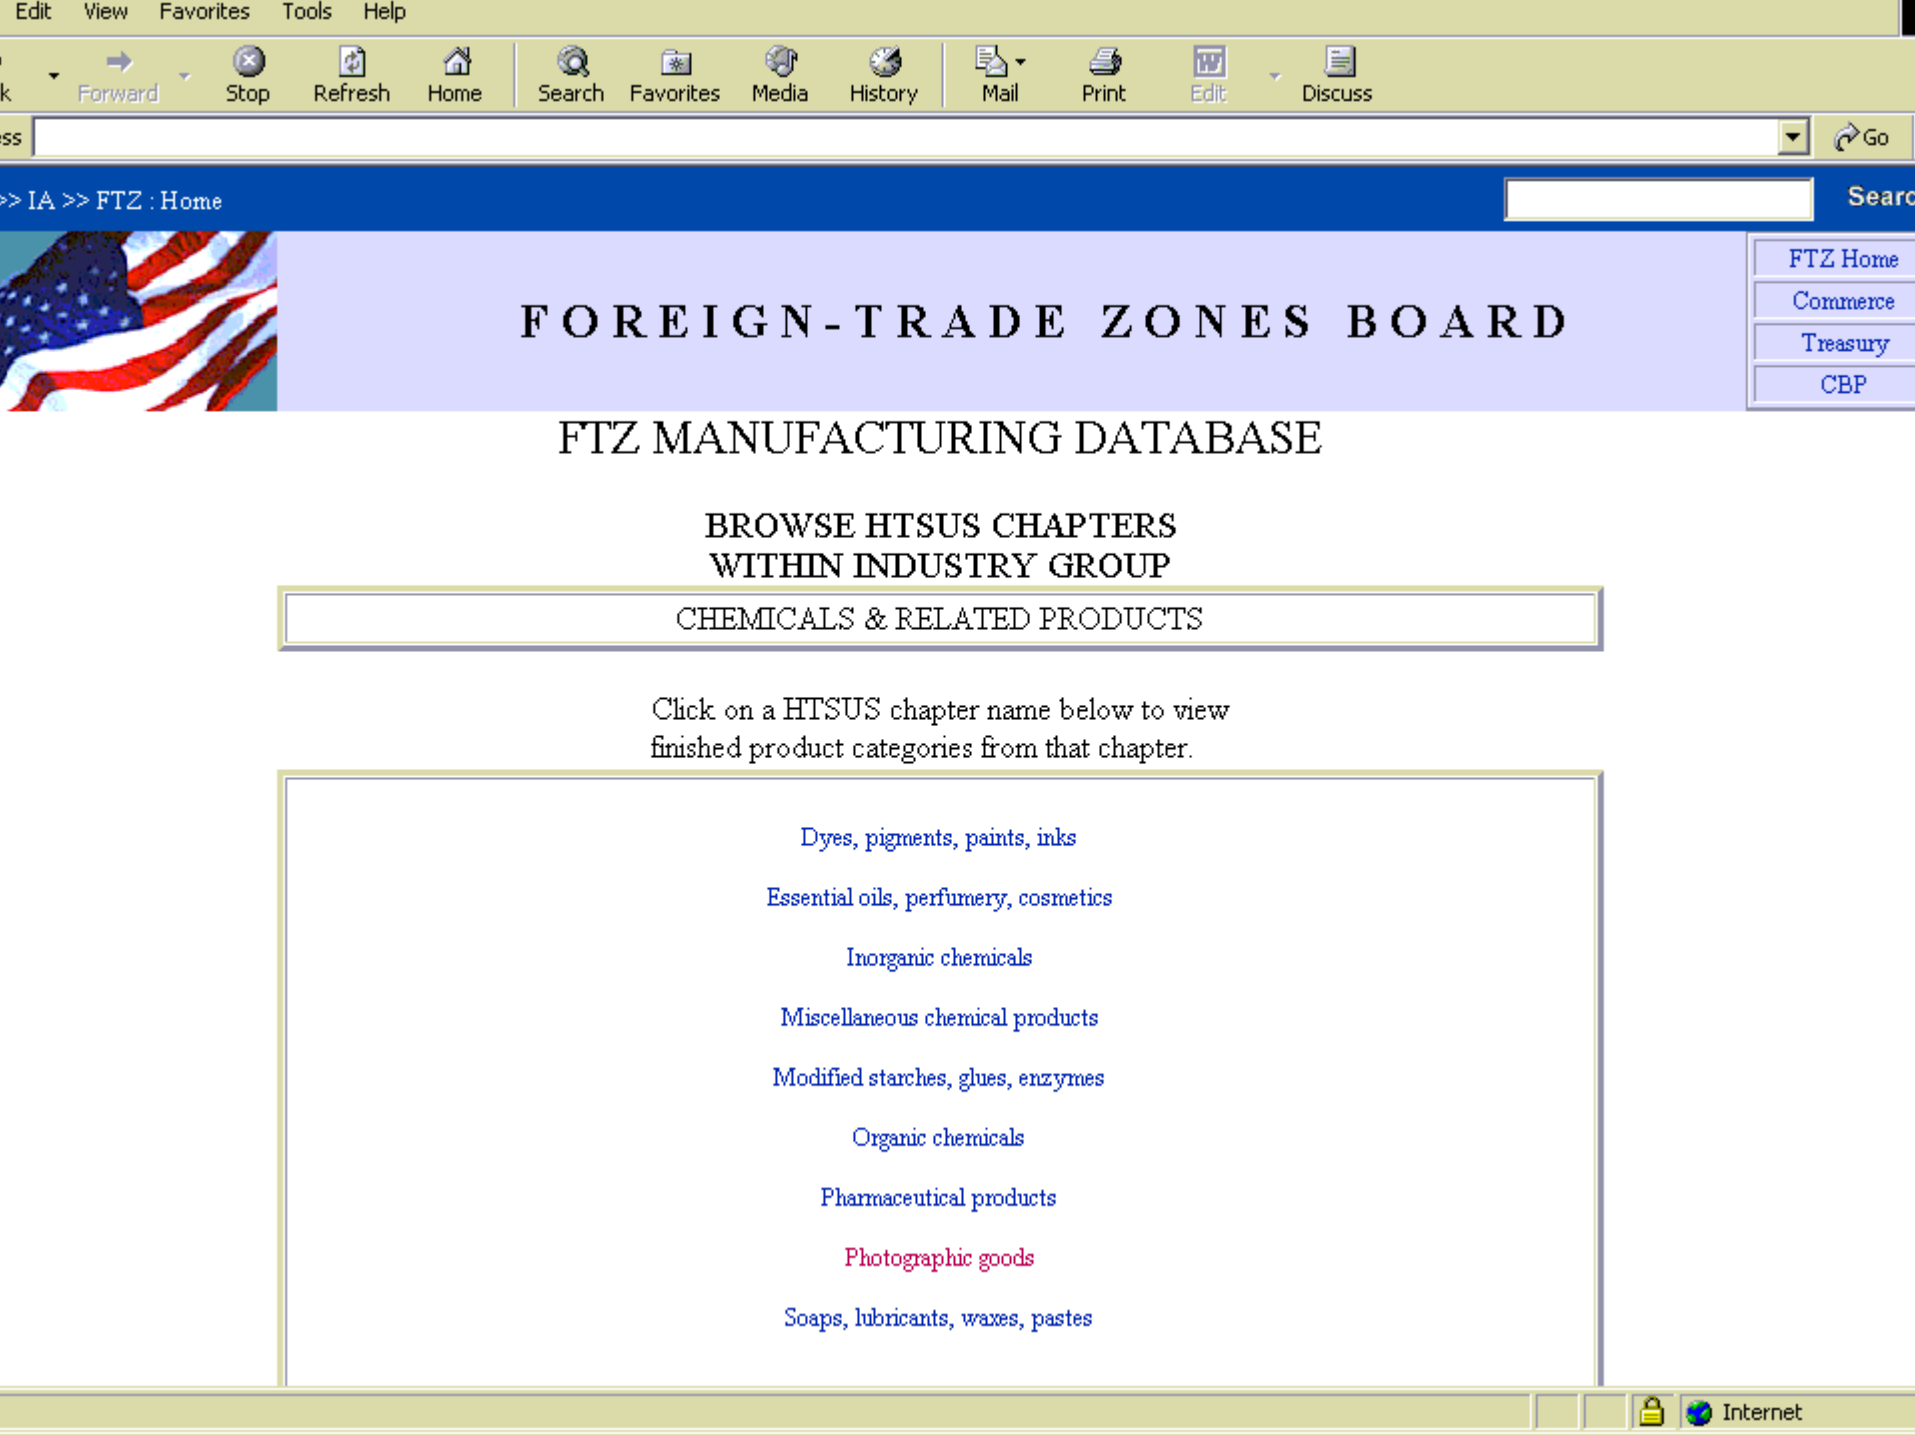 Edit View Favorites Tools Help
k Forward Stop Refresh Home Search Favorites Media History Mail Print Edit Discuss
ess Go
>> IA >> FTZ : Home Searc
FOREIGN-TRADE ZONES BOARD
FTZ Home
Commerce
Treasury
CBP
FTZ MANUFACTURING DATABASE
BROWSE HTSUS CHAPTERS
WITHIN INDUSTRY GROUP
CHEMICALS & RELATED PRODUCTS
Click on a HTSUS chapter name below to view
finished product categories from that chapter.
Dyes, pigments, paints, inks
Essential oils, perfumery, cosmetics
Inorganic chemicals
Miscellaneous chemical products
Modified starches, glues, enzymes
Organic chemicals
Pharmaceutical products
Photographic goods
Soaps, lubricants, waxes, pastes
Internet